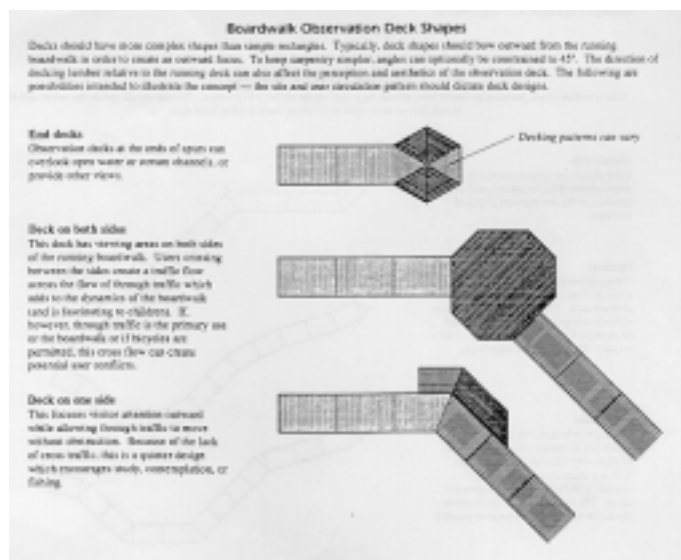 Boardwalk Observation Deck Shapes
Decks should have more complex shapes than simple rectangles. Typically, deck shapes should bow outward from the running
boardwalk in order to create an outward focus. To keep carpentry simpler, angles can optionally be constrained to 45°. The direction of
decking lumber relative to the running deck can also affect the perception and aesthetics of the observation deck. The following are
possibilities intended to illustrate the concept — the site and user circulation pattern should dictate deck designs.
End decks
Observation decks at the ends of spurs can
overlook open water or stream channels, or
provide other views.
Decking patterns can vary
Deck on both sides
This deck has viewing areas on both sides
of the running boardwalk. Users crossing
between the sides create a traffic flow
across the flow of through traffic which
adds to the dynamics of the boardwalk
(and is fascinating to children). If,
however, through traffic is the primary use
or the boardwalk or if bicycles are
permitted, this cross flow can create
potential user conflicts.
Deck on one side
This focuses visitor attention outward
while allowing through traffic to move
without obstruction. Because of the lack
of cross traffic, this is a quieter design
which encourages study, contemplation, or
fishing.